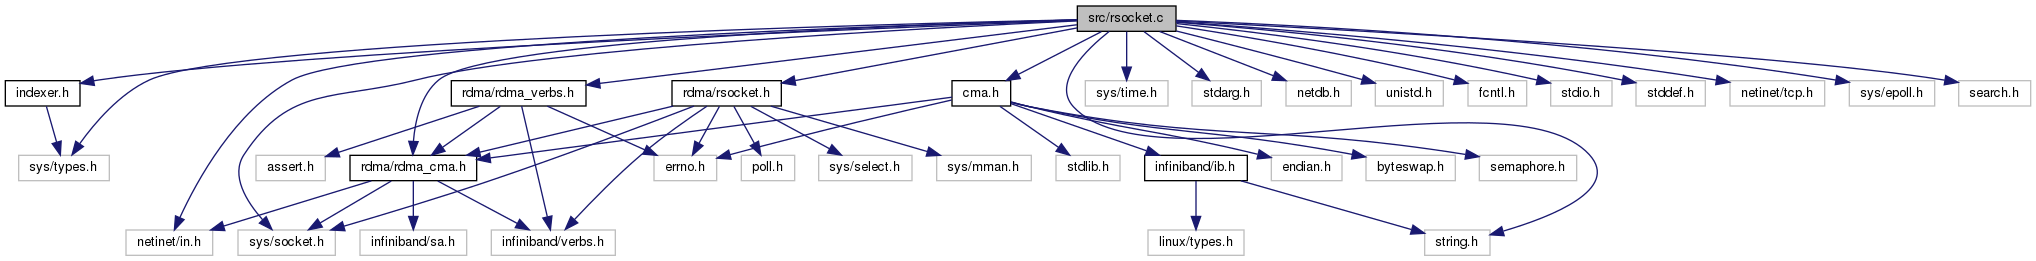 src/rsocket.c
indexer.h
rdma/rdma_verbs.h
rdma/rsocket.h
cma.h
sys/time.h
stdarg.h
netdb.h
unistd.h
fcntl.h
stdio.h
stddef.h
netinet/tcp.h
sys/epoll.h
search.h
sys/types.h
assert.h
rdma/rdma_cma.h
errno.h
poll.h
sys/select.h
sys/mman.h
stdlib.h
infiniband/ib.h
endian.h
byteswap.h
semaphore.h
netinet/in.h
sys/socket.h
infiniband/sa.h
infiniband/verbs.h
linux/types.h
string.h